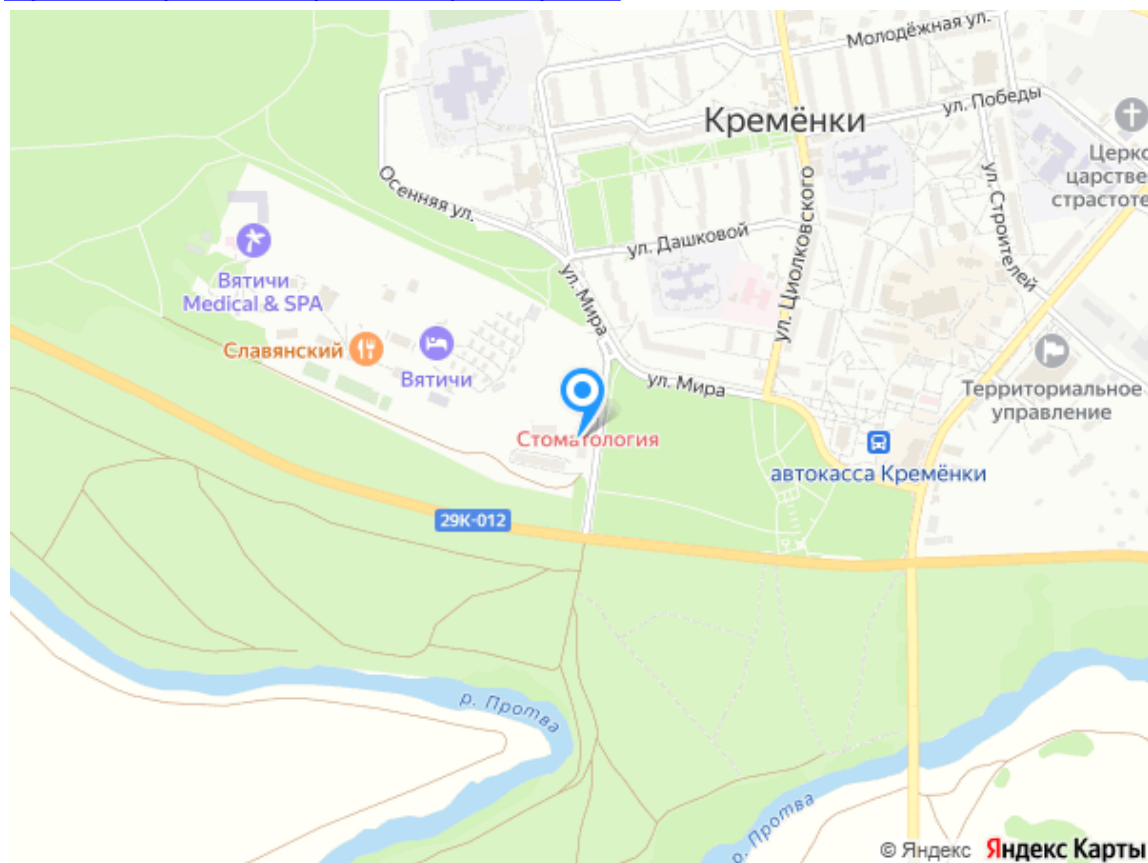 Молодёжная ул.
ул. Победы
Кремёнки
Церко
царстве
страстоте
Осенняя ул.
ул. Строителей
ул. Циолковского
ул. Дашковой
Вятичи
Medical & SPA
ул. Мира
Славянский
Вятичи
ул. Мира
Территориальное
управление
Стоматология
автокасса Кремёнки
29К-012
р. Протва
р. Протва
© Яндекс Яндекс Карты